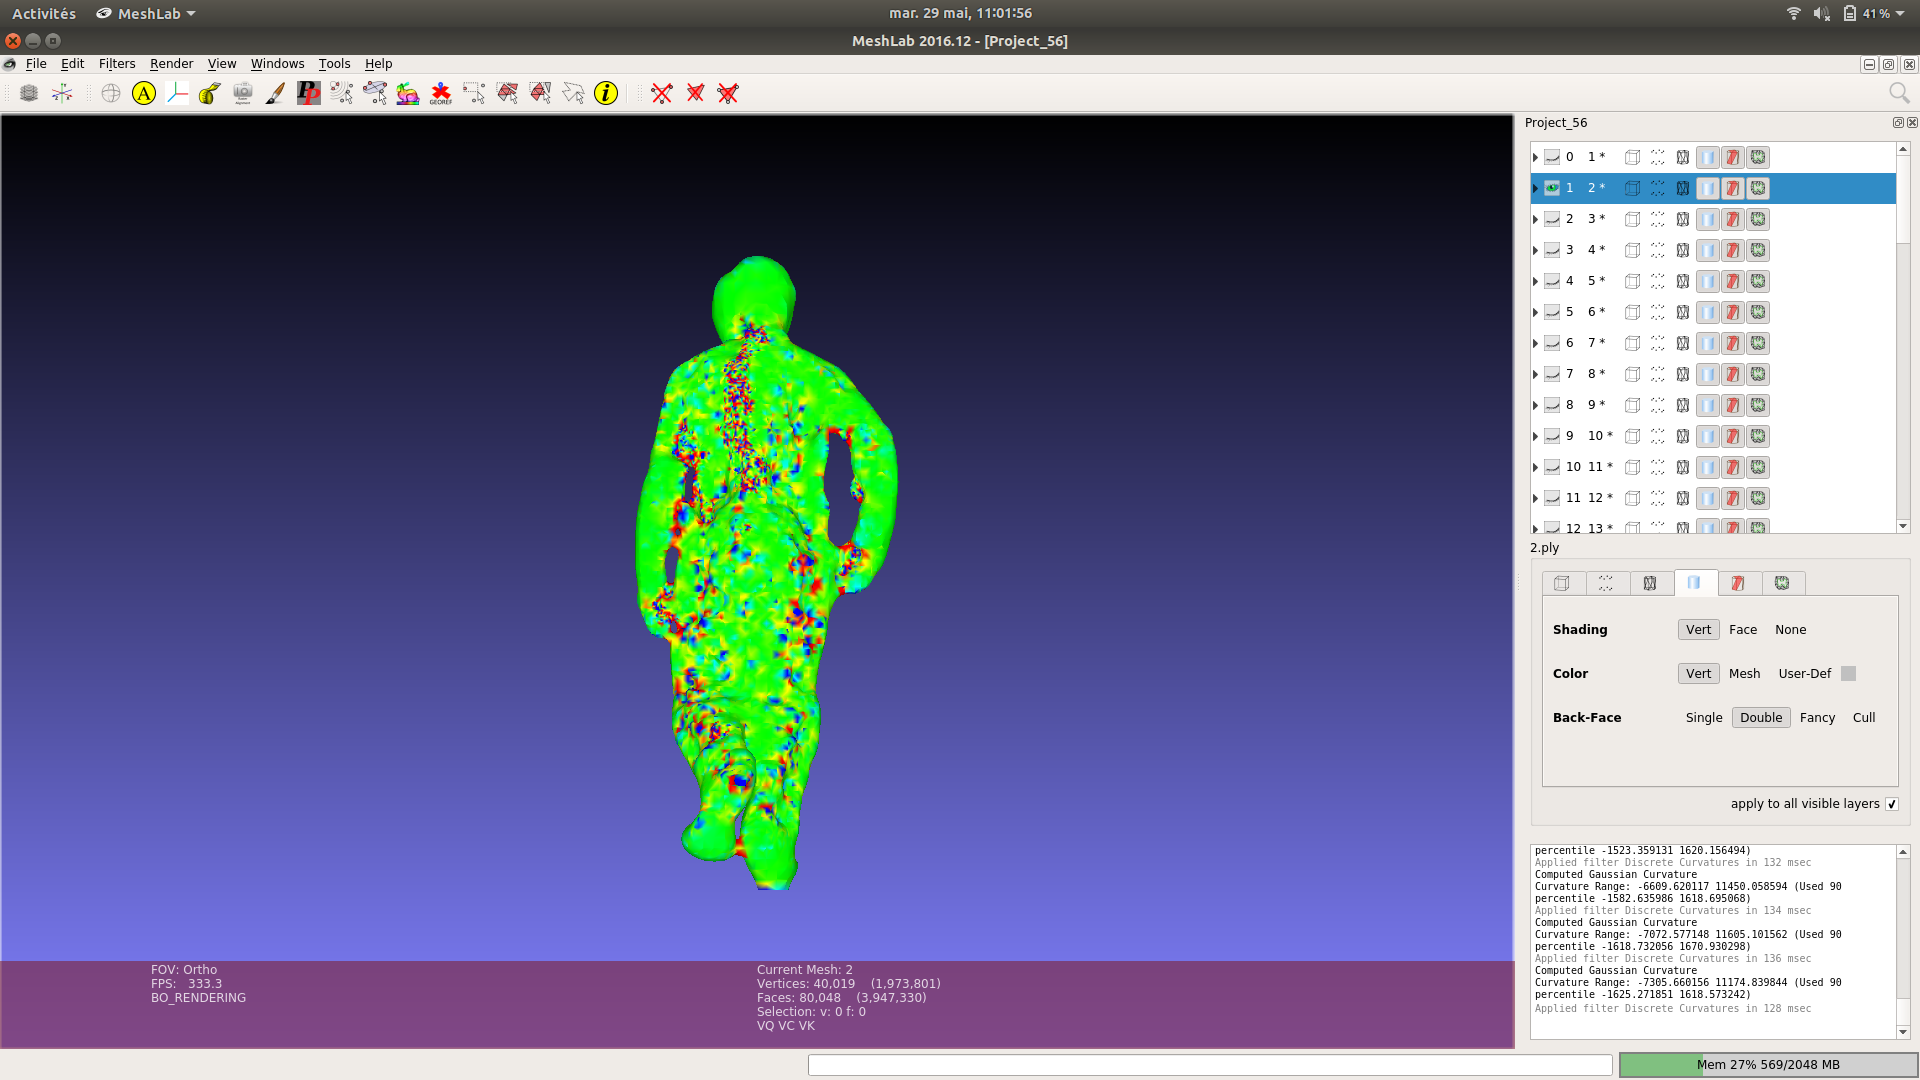 Activités MeshLab mar. 29 mai, 11:01:56 41 %
MeshLab 2016.12 - [Project_56]
File Edit Filters Render View Windows Tools Help
A Pp GEOREF i
Project_56
0 1 *
1 2 *
2 3 *
3 4 *
4 5 *
5 6 *
6 7 *
7 8 *
8 9 *
9 10 *
10 11 *
11 12 *
12 13 *
2.ply
Shading Vert Face None
Color Vert Mesh User-Def
Back-Face Single Double Fancy Cull
apply to all visible layers
percentile -1523.359131 1620.156494)
Applied filter Discrete Curvatures in 132 msec
Computed Gaussian Curvature
Curvature Range: -6609.620117 11450.058594 (Used 90
percentile -1582.635986 1618.695068)
Applied filter Discrete Curvatures in 134 msec
Computed Gaussian Curvature
Curvature Range: -7072.577148 11605.101562 (Used 90
percentile -1618.732056 1670.930298)
Applied filter Discrete Curvatures in 136 msec
Computed Gaussian Curvature
Curvature Range: -7305.660156 11174.839844 (Used 90
percentile -1625.271851 1618.573242)
Applied filter Discrete Curvatures in 128 msec
FOV: Ortho
FPS: 333.3
BO_RENDERING
Current Mesh: 2
Vertices: 40,019 (1,973,801)
Faces: 80,048 (3,947,330)
Selection: v: 0 f: 0
VQ VC VK
Mem 27% 569/2048 MB